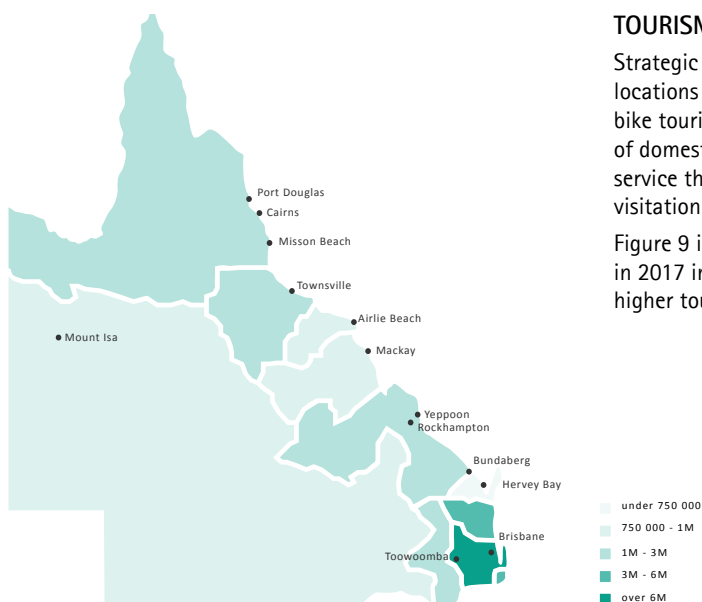 TOURISM
Strategic
locations
bike touri
of domest
service th
visitation
Figure 9 i
in 2017 i
higher tou
Port Douglas
Cairns
Misson Beach
Townsville
Airlie Beach
Mount Isa
Mackay
Yeppoon
Rockhampton
Bundaberg
Hervey Bay
Brisbane
Toowoomba
under 750 000
750 000 - 1M
1M - 3M
3M - 6M
over 6M